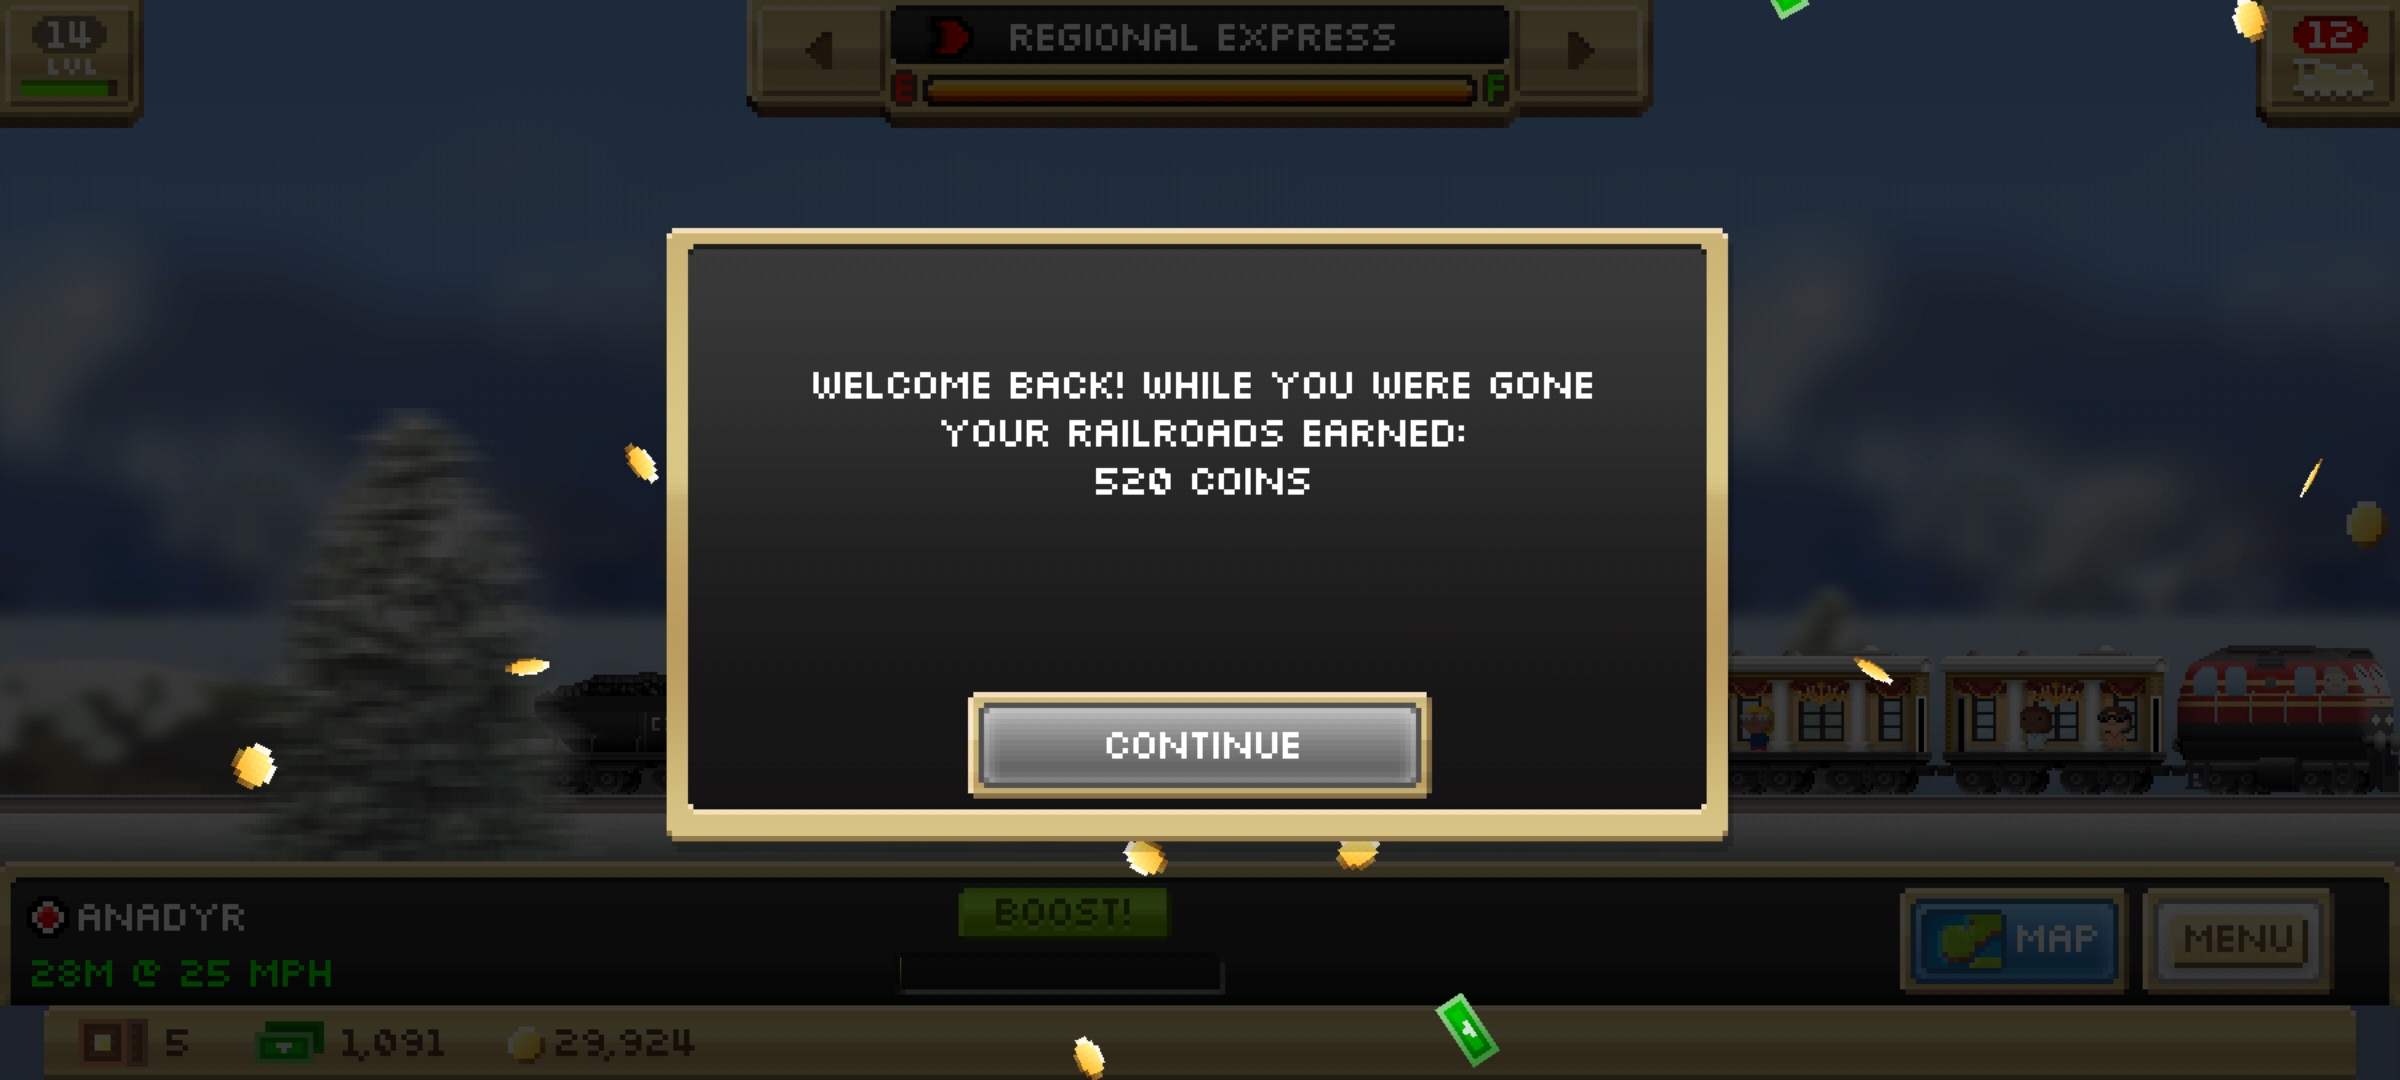 14
LVL
REGIONAL EXPRESS
E F
12
WELCOME BACK! WHILE YOU WERE GONE
YOUR RAILROADS EARNED:
520 COINS
CONTINUE
ANADYR
28M @ 25 MPH
BOOST!
MAP
MENU
5 1,091 29,924